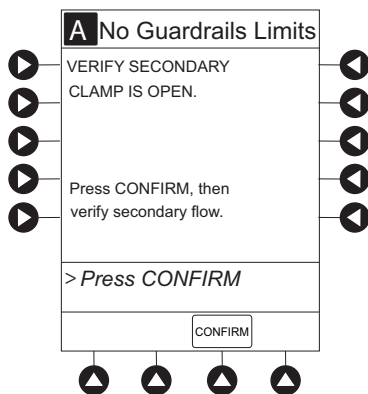 A No Guardrails Limits
VERIFY SECONDARY
CLAMP IS OPEN.
Press CONFIRM, then
verify secondary flow.
> Press CONFIRM
CONFIRM